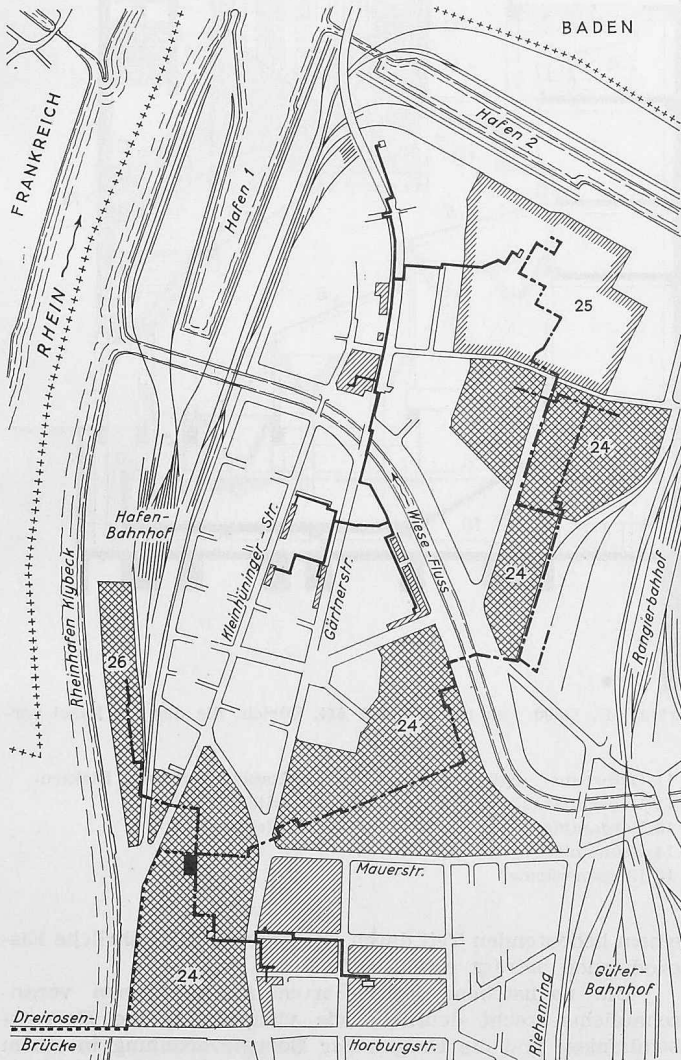 BADEN
FRANKREICH
RHEIN
Hafen 1
Hafen 2
25
24
24
Hafen-
Bahnhof
Kleinhüninger-Str.
Gärtnerstr.
Wiese-Fluss
Rangierbahnhof
Rheinhafen Klybeck
26
24
Mauerstr.
24
Dreirosen-
Brücke
Horburgstr.
Riehenring
Güter-
Bahnhof